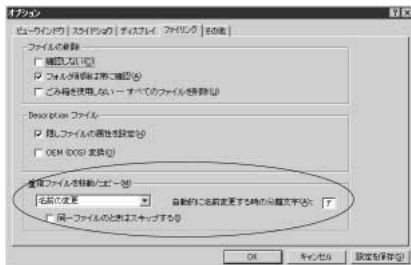 オプション
ビューウィンドウ スライドショウ ディスプレイ ファイリング その他
ファイルの削除
確認しない(C)
フォルダ削除は常に確認(A)
ごみ箱を使用しない ー すべてのファイルを削除(U)
Description ファイル
隠しファイルの属性を設定(H)
OEM (DOS) 変換(O)
重複ファイルを移動/コピー(M)
名前の変更 自動的に名前変更する時の分離文字(A):
同一ファイルのときはスキップする(I)
OK キャンセル 設定を保存(S)